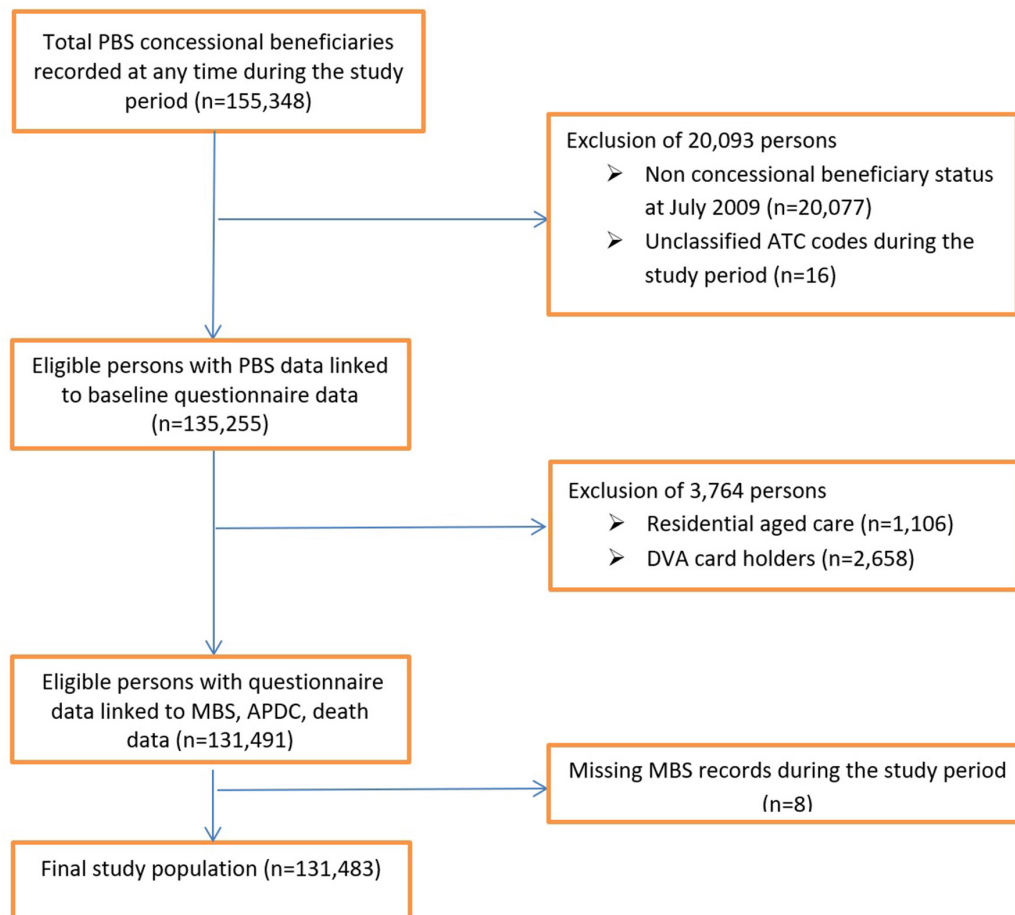 Total PBS concessional beneficiaries
recorded at any time during the study
period (n=155,348)
Exclusion of 20,093 persons
➢ Non concessional beneficiary status
at July 2009 (n=20,077)
➢ Unclassified ATC codes during the
study period (n=16)
Eligible persons with PBS data linked
to baseline questionnaire data
(n=135,255)
Exclusion of 3,764 persons
➢ Residential aged care (n=1,106)
➢ DVA card holders (n=2,658)
Eligible persons with questionnaire
data linked to MBS, APDC, death
data (n=131,491)
Missing MBS records during the study period
(n=8)
Final study population (n=131,483)